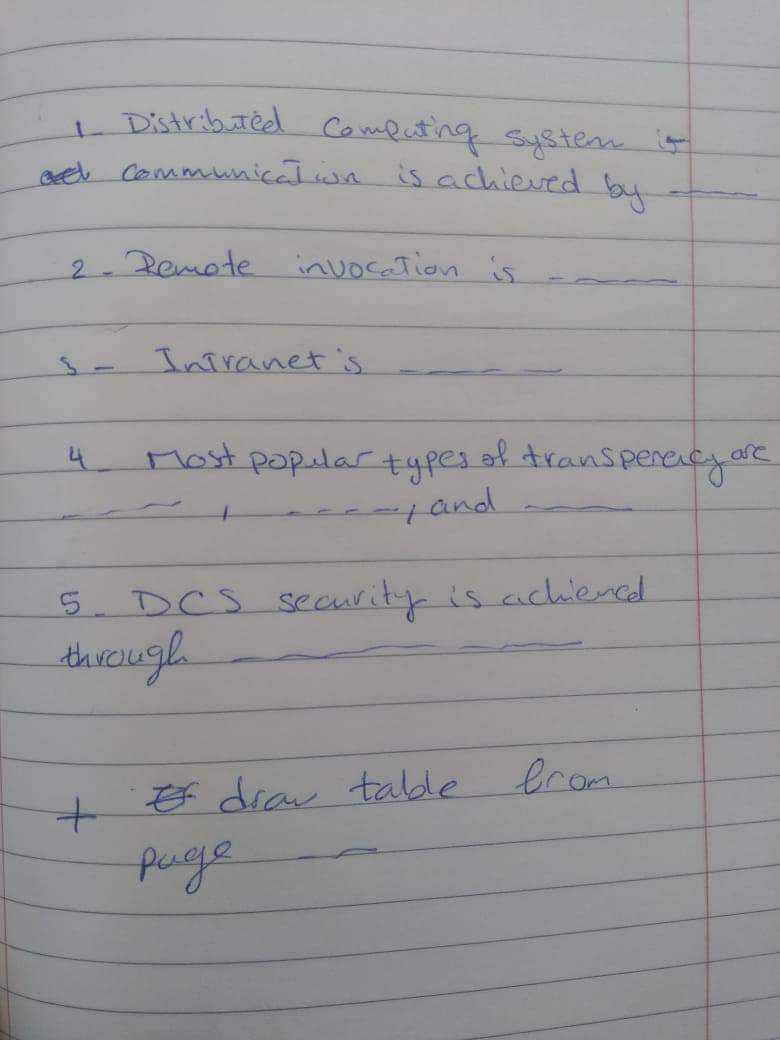 1- Distributed Computing system is
communication is achieved by ____
2- Remote invocation is - ____
3- Intranet is ____
4- Most popular types of transperency are
____ , ____, and ____
5- DCS security is achieved
through ____ ____
+ draw table from
page ____